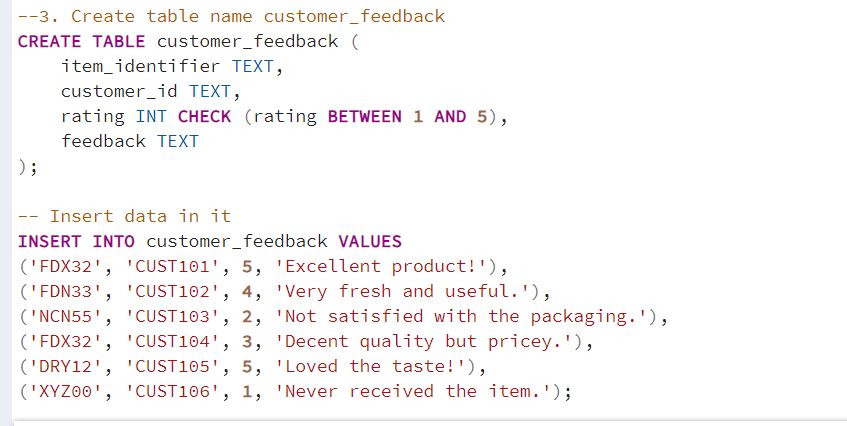 --3. Create table name customer_feedback
CREATE TABLE customer_feedback (
    item_identifier TEXT,
    customer_id TEXT,
    rating INT CHECK (rating BETWEEN 1 AND 5),
    feedback TEXT
);

-- Insert data in it
INSERT INTO customer_feedback VALUES
('FDX32', 'CUST101', 5, 'Excellent product!'),
('FDN33', 'CUST102', 4, 'Very fresh and useful.'),
('NCN55', 'CUST103', 2, 'Not satisfied with the packaging.'),
('FDX32', 'CUST104', 3, 'Decent quality but pricey.'),
('DRY12', 'CUST105', 5, 'Loved the taste!'),
('XYZ00', 'CUST106', 1, 'Never received the item.');